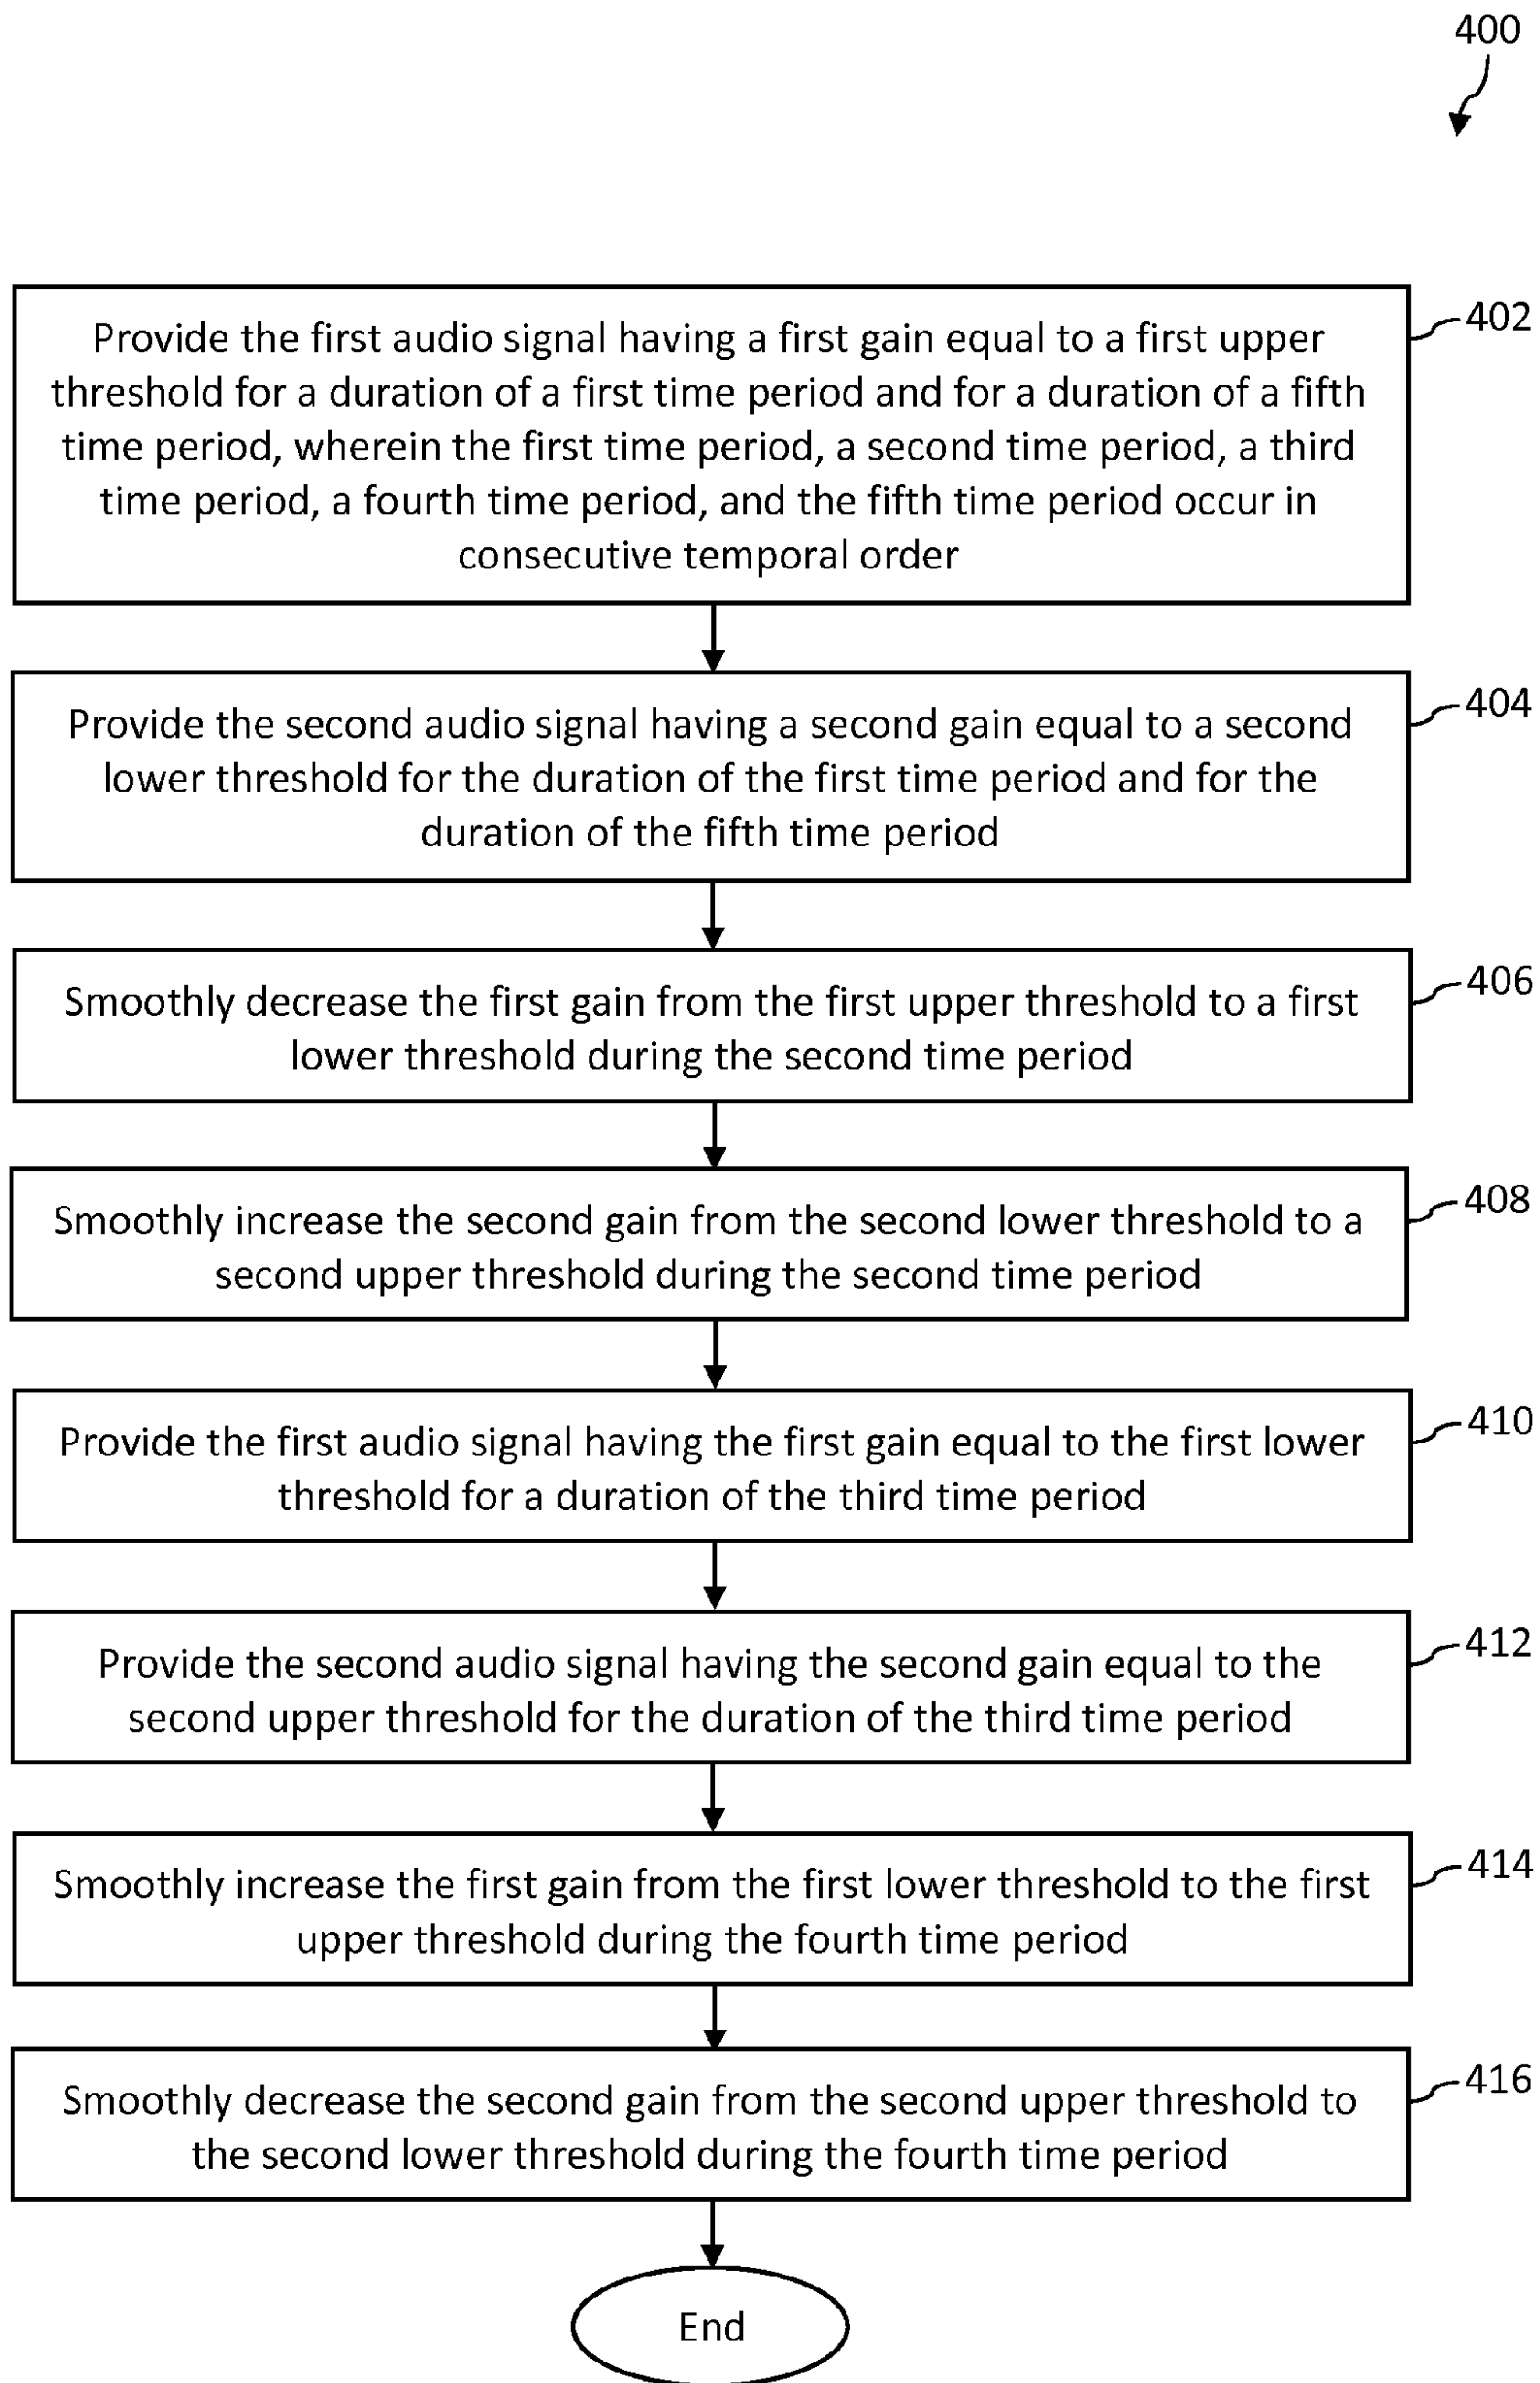 400
Provide the first audio signal having a first gain equal to a first upper
threshold for a duration of a first time period and for a duration of a fifth
time period, wherein the first time period, a second time period, a third
time period, a fourth time period, and the fifth time period occur in
consecutive temporal order
402
Provide the second audio signal having a second gain equal to a second
lower threshold for the duration of the first time period and for the
duration of the fifth time period
404
Smoothly decrease the first gain from the first upper threshold to a first
lower threshold during the second time period
406
Smoothly increase the second gain from the second lower threshold to a
second upper threshold during the second time period
408
Provide the first audio signal having the first gain equal to the first lower
threshold for a duration of the third time period
410
Provide the second audio signal having the second gain equal to the
second upper threshold for the duration of the third time period
412
Smoothly increase the first gain from the first lower threshold to the first
upper threshold during the fourth time period
414
Smoothly decrease the second gain from the second upper threshold to
the second lower threshold during the fourth time period
416
End